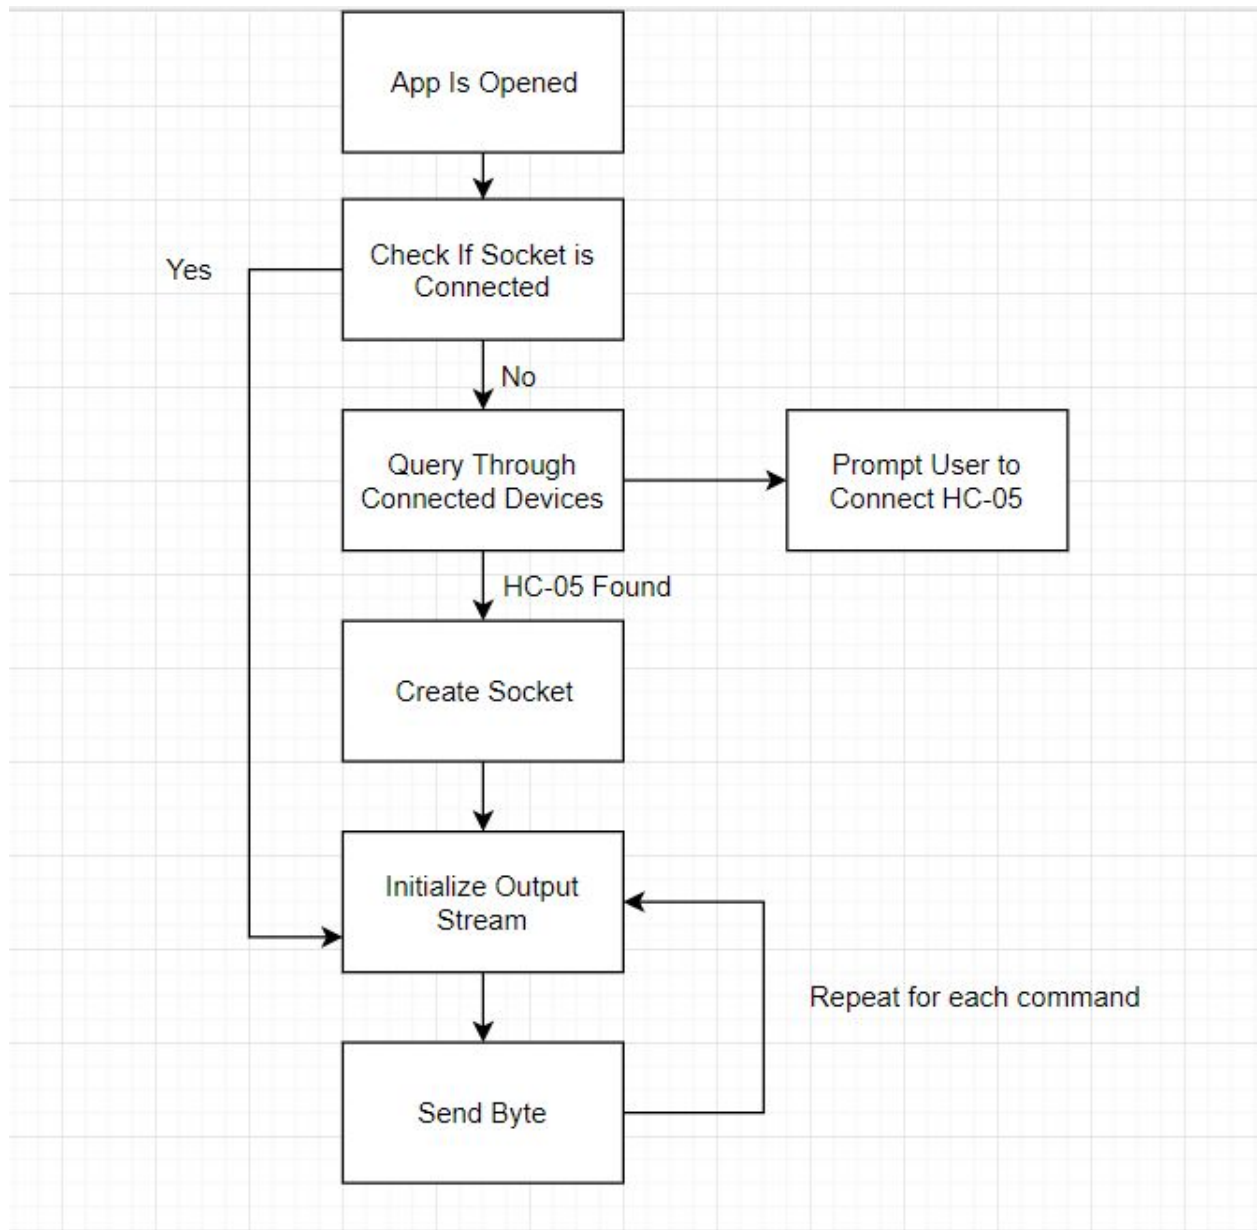 App Is Opened
Check If Socket is
Connected
Yes
No
Query Through
Connected Devices
Prompt User to
Connect HC-05
HC-05 Found
Create Socket
Initialize Output
Stream
Repeat for each command
Send Byte